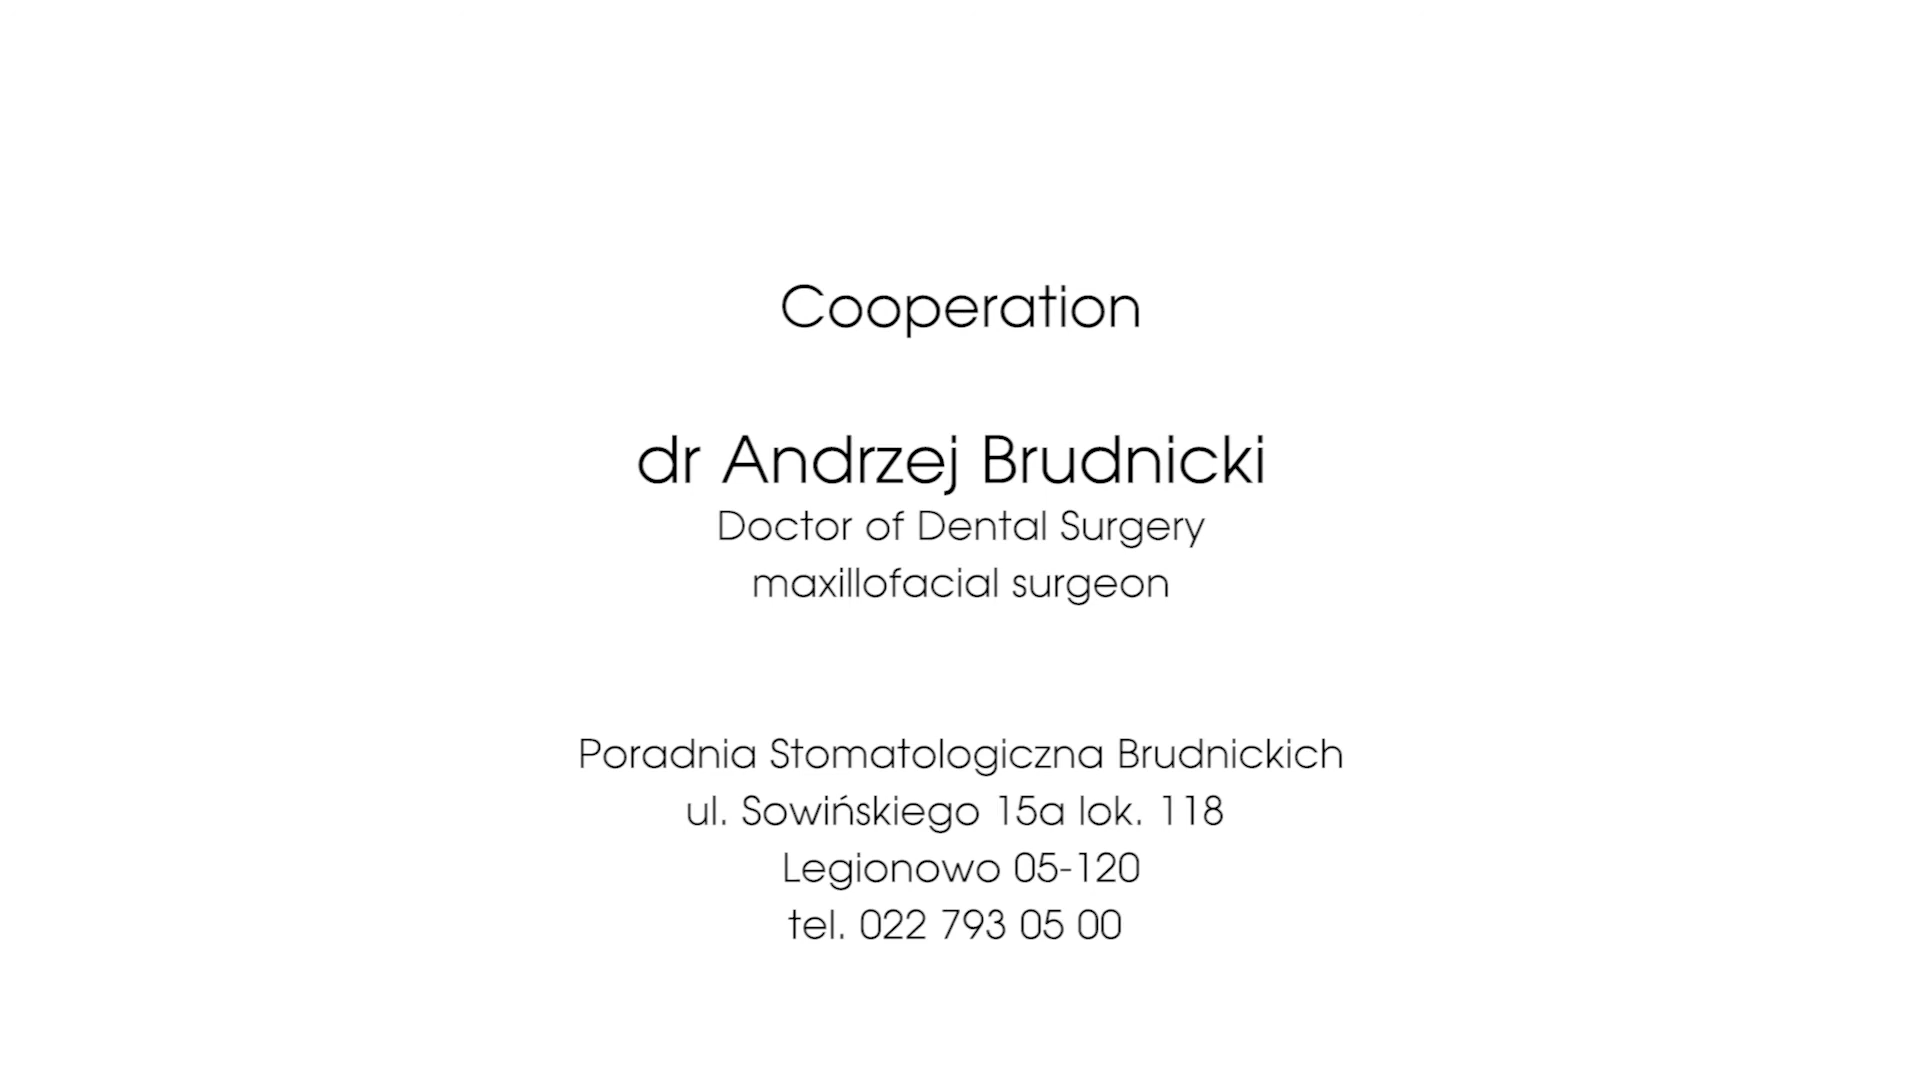 Cooperation
dr Andrzej Brudnicki
Doctor of Dental Surgery
maxillofacial surgeon
Poradnia Stomatologiczna Brudnickich
ul. Sowińskiego 15a lok. 118
Legionowo 05-120
tel. 022 793 05 00